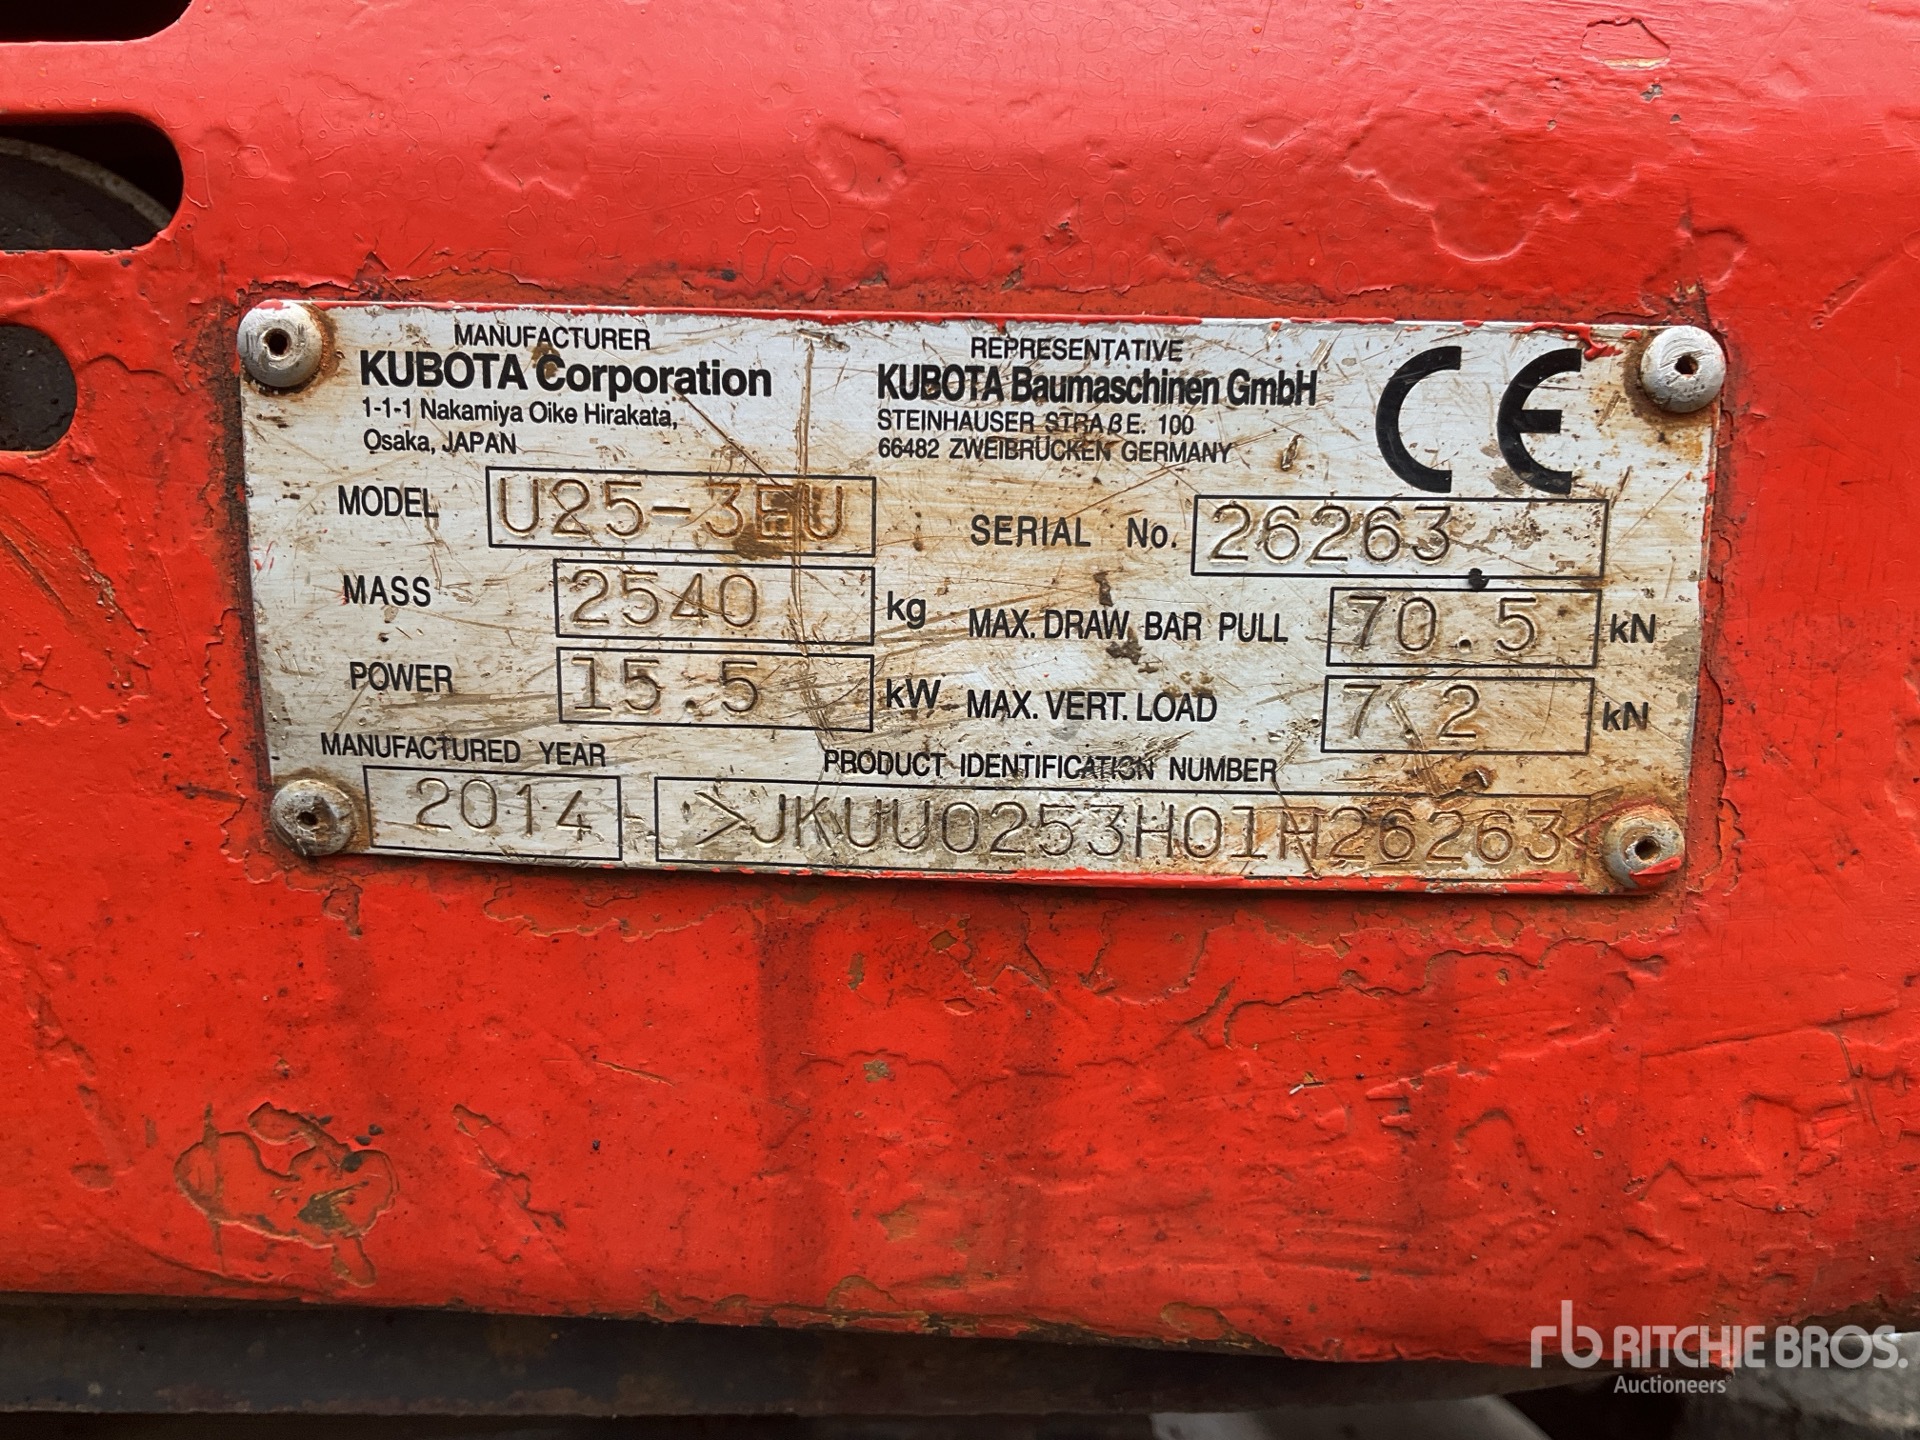 MANUFACTURER
KUBOTA Corporation
1-1-1 Nakamiya Oike Hirakata,
Osaka, JAPAN
REPRESENTATIVE
KUBOTA Baumaschinen GmbH
STEINHAUSER STRAßE. 100
66482 ZWEIBRÜCKEN GERMANY
CE
MODEL U25-3EU
SERIAL No. 26263
MASS 2540 kg
MAX. DRAW BAR PULL 70.5 kN
POWER 15.5 kW
MAX. VERT. LOAD 7.2 kN
MANUFACTURED YEAR
2014
PRODUCT IDENTIFICATION NUMBER
>JKUU0253H01H26263<
rb RITCHIE BROS.
Auctioneers